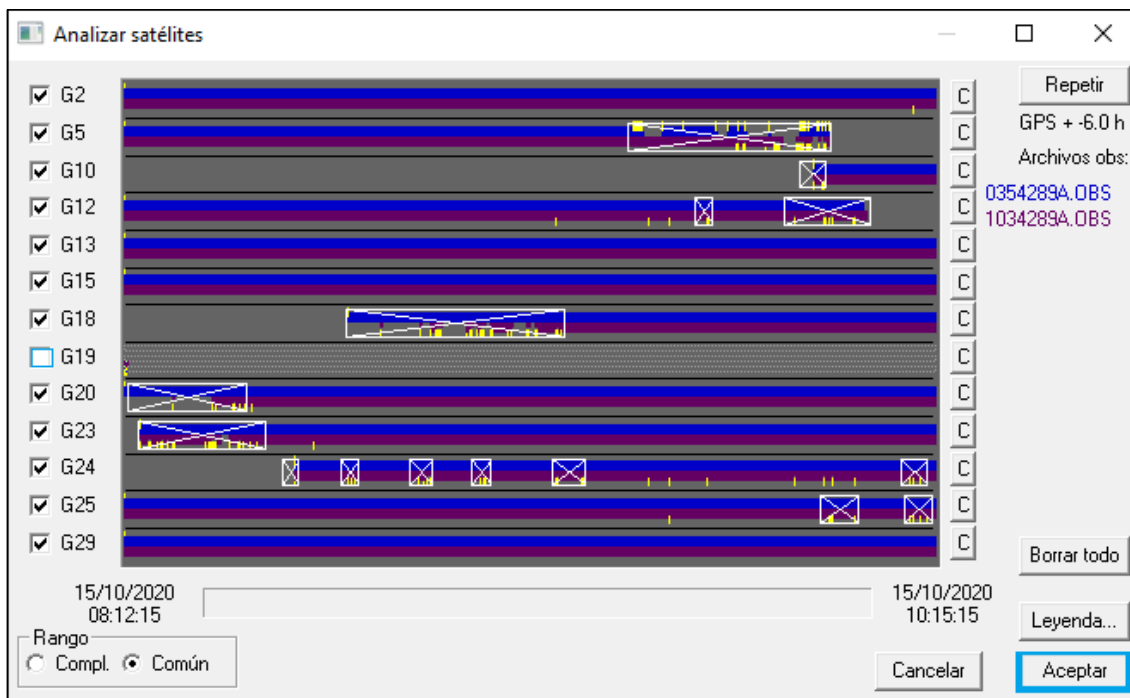 Analizar satélites
G2 C
G5 C
G10 C
G12 C
G13 C
G15 C
G18 C
G19 C
G20 C
G23 C
G24 C
G25 C
G29 C
Repetir
GPS + -6.0 h
Archivos obs:
0354289A.OBS
1034289A.OBS
Borrar todo
Leyenda...
15/10/2020
08:12:15
15/10/2020
10:15:15
Rango
Compl. Común
Cancelar
Aceptar